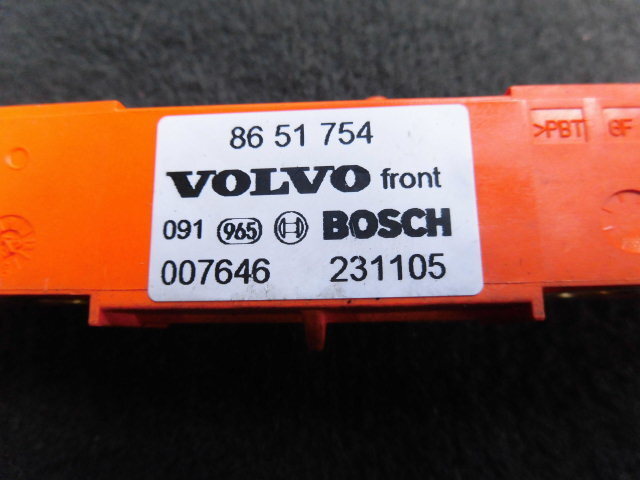 86 51 754
VOLVO front
091 965 BOSCH
007646 231105
>PBT GF